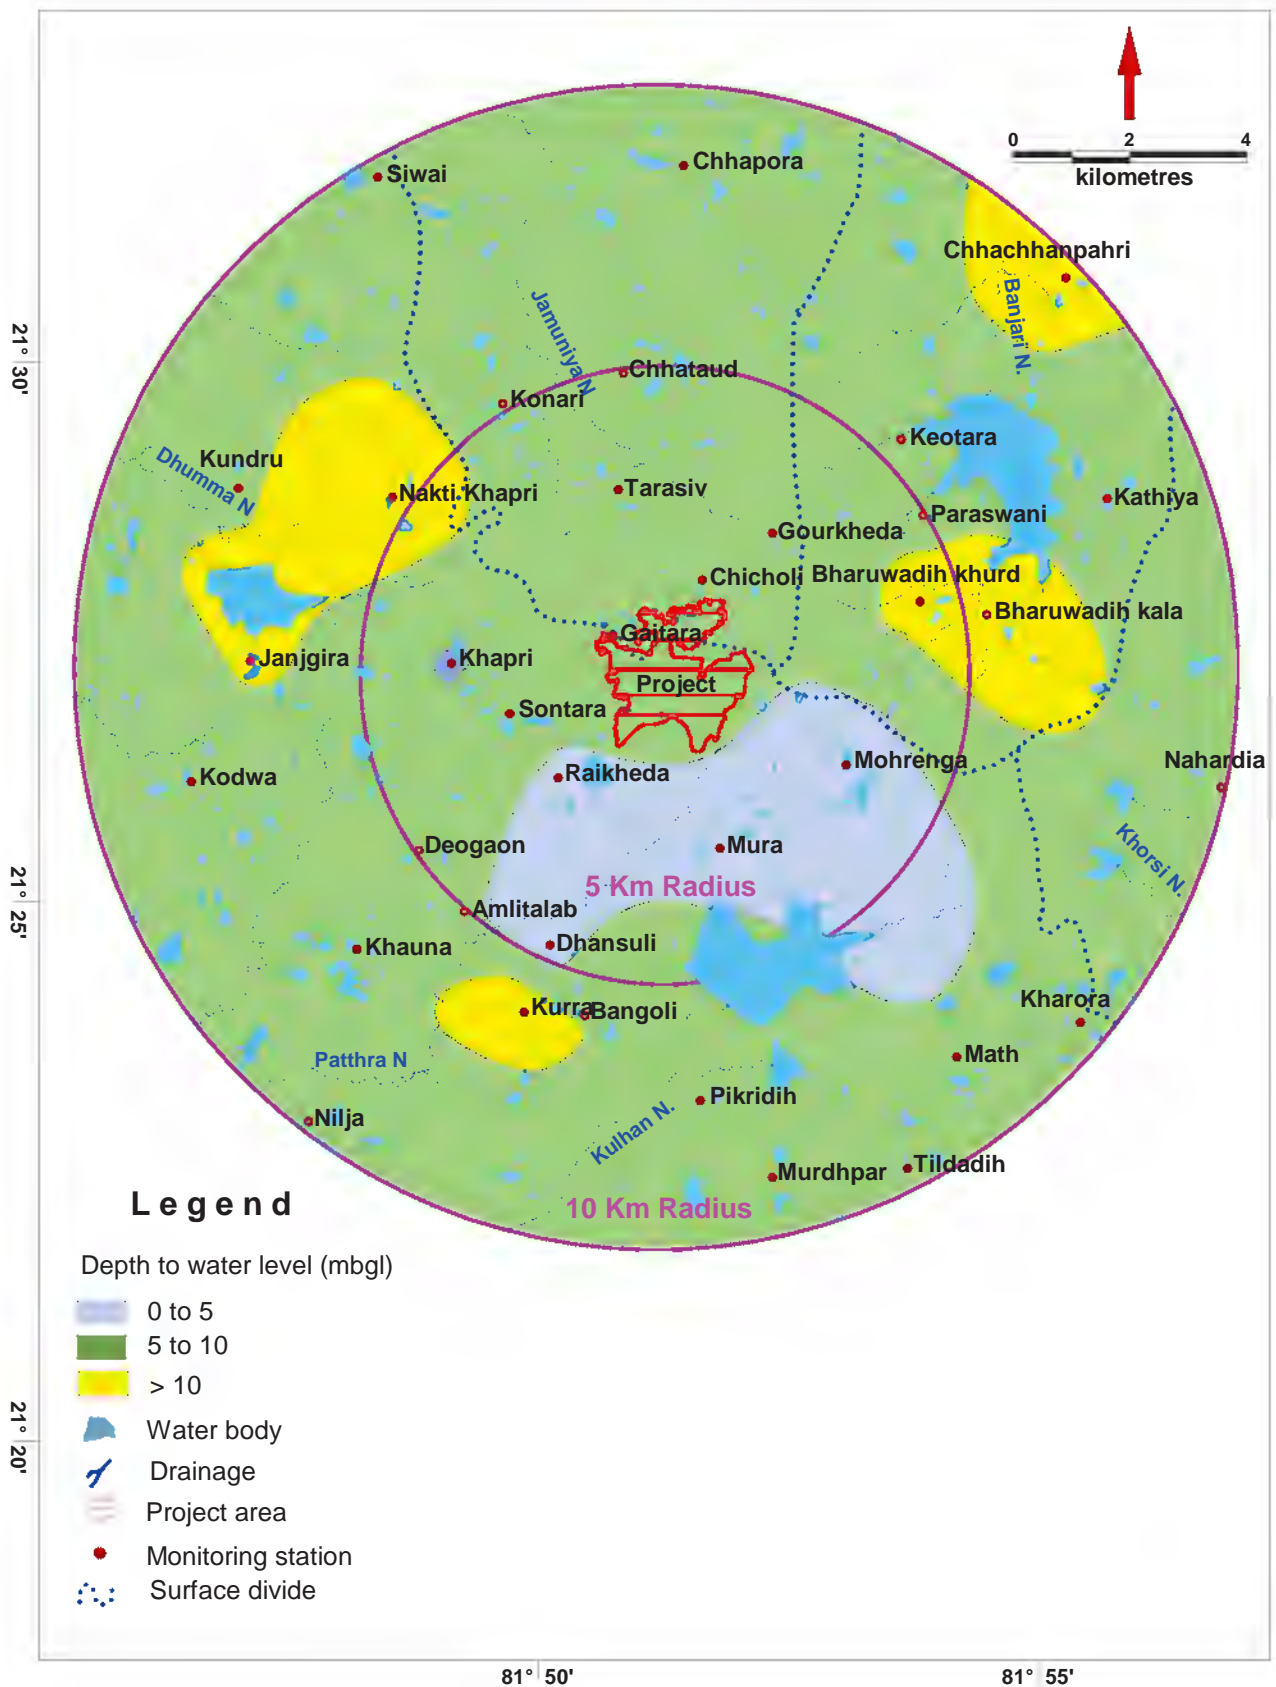 0 2 4
kilometres
Siwai
Chhapora
Chhachhanpahri
Banjari N.
Jamuniya N
21° 30'
Chhataud
Konari
Keotara
Kundru
Dhumma N
Nakti Khapri
Tarasiv
Kathiya
Paraswani
Gourkheda
Chicholi
Bharuwadih khurd
Bharuwadih kala
Gaitara
Janjgira
Khapri
Project
Sontara
Mohrenga
Nahardia
Raikheda
Kodwa
Deogaon
Mura
Khorsi N.
5 Km Radius
21° 25'
Amlitalab
Dhansuli
Khauna
Kharora
Kurra
Bangoli
Math
Patthra N
Pikridih
Nilja
Kulhan N.
Murdhpar
Tildadih
10 Km Radius
Legend
Depth to water level (mbgl)
0 to 5
5 to 10
> 10
Water body
21° 20'
Drainage
Project area
Monitoring station
Surface divide
81° 50'
81° 55'